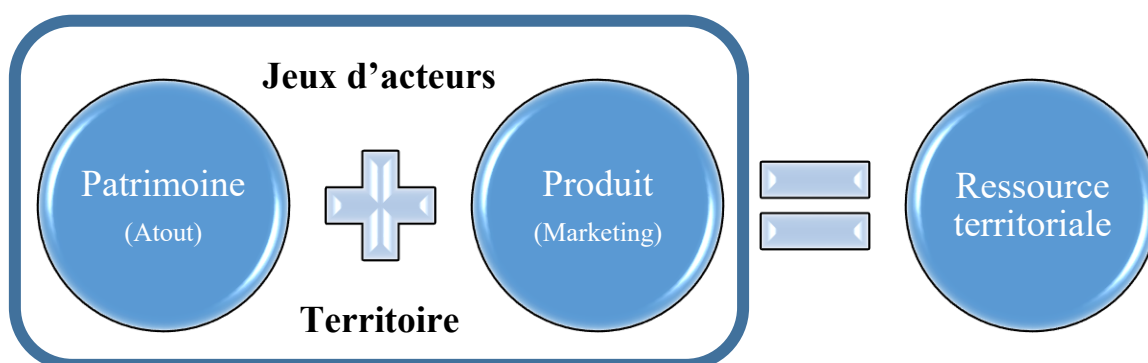 Jeux d’acteurs
Patrimoine
(Atout)
Produit
(Marketing)
Ressource
territoriale
Territoire